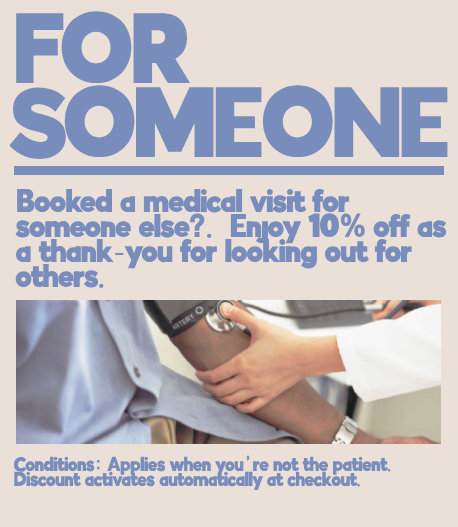 FOR
SOMEONE
Booked a medical visit for
someone else?. Enjoy 10% off as
a thank-you for looking out for
others.
ARTERY
Conditions: Applies when you're not the patient.
Discount activates automatically at checkout.